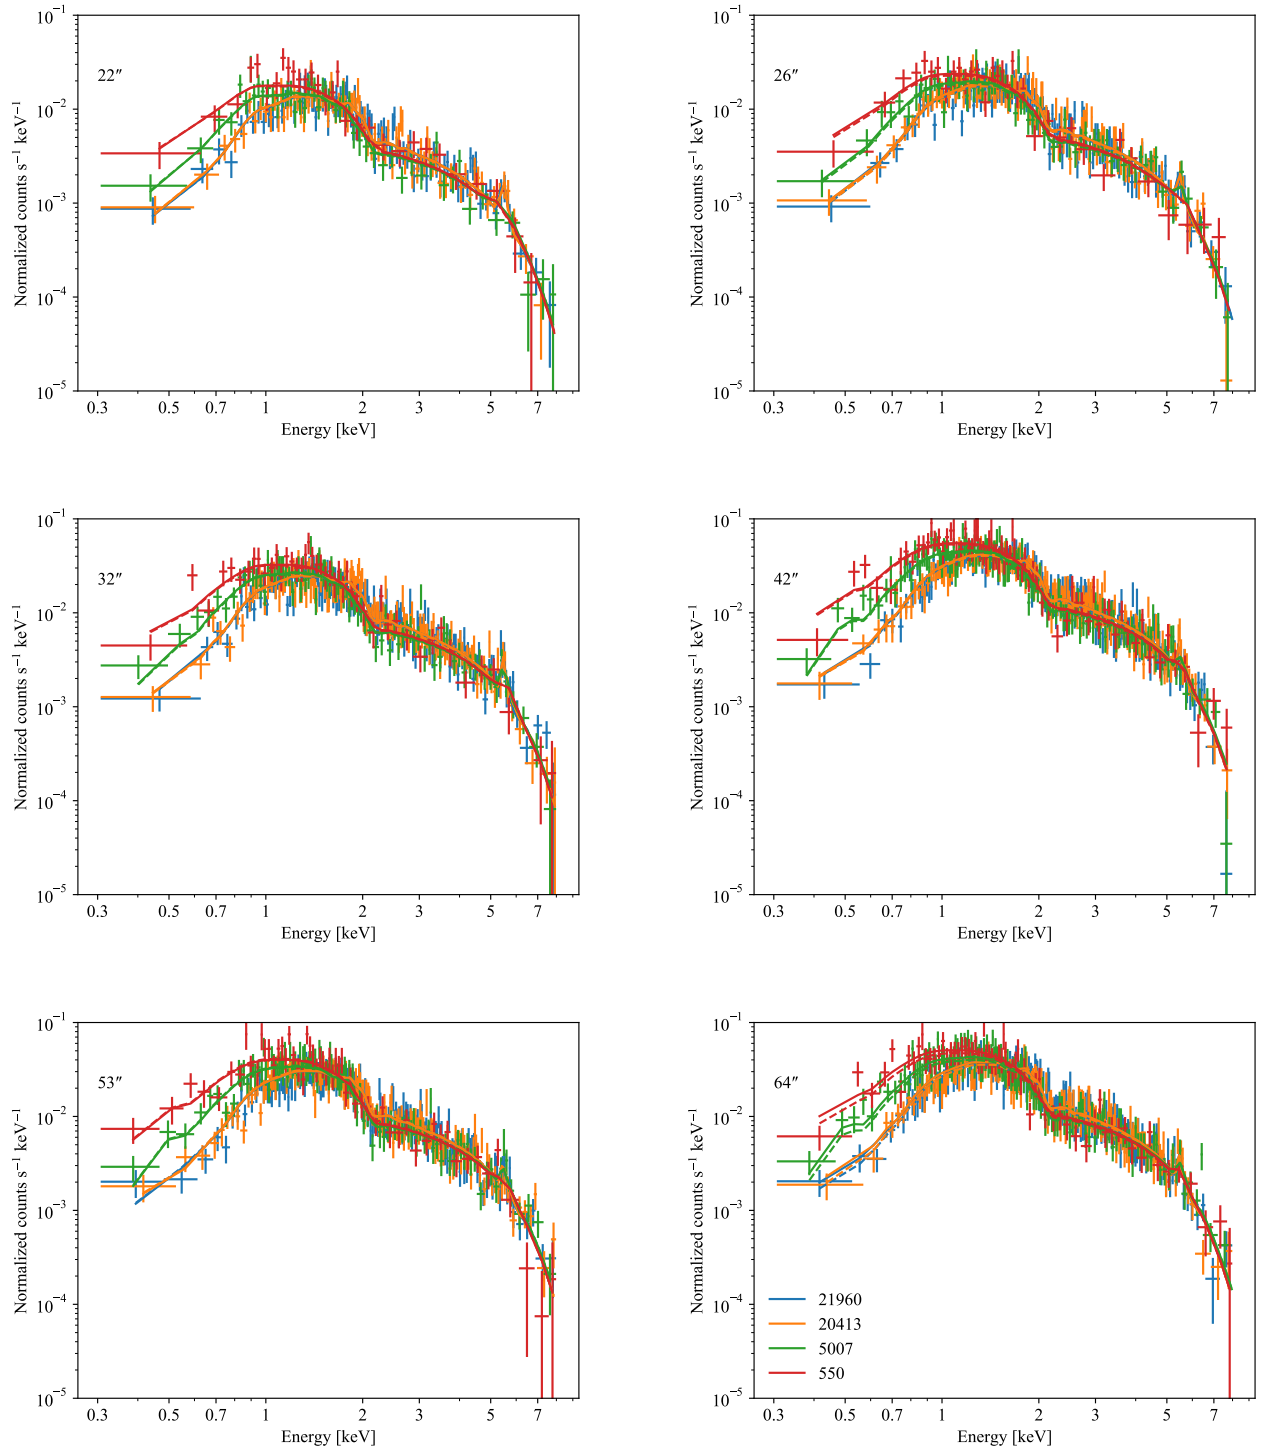 10⁻¹
10⁻²
10⁻³
10⁻⁴
10⁻⁵
Normalized counts s⁻¹ keV⁻¹
22″
0.3 0.5 0.7 1 2 3 5 7
Energy [keV]
10⁻¹
10⁻²
10⁻³
10⁻⁴
10⁻⁵
Normalized counts s⁻¹ keV⁻¹
26″
0.3 0.5 0.7 1 2 3 5 7
Energy [keV]
10⁻¹
10⁻²
10⁻³
10⁻⁴
10⁻⁵
Normalized counts s⁻¹ keV⁻¹
32″
0.3 0.5 0.7 1 2 3 5 7
Energy [keV]
10⁻¹
10⁻²
10⁻³
10⁻⁴
10⁻⁵
Normalized counts s⁻¹ keV⁻¹
42″
0.3 0.5 0.7 1 2 3 5 7
Energy [keV]
10⁻¹
10⁻²
10⁻³
10⁻⁴
10⁻⁵
Normalized counts s⁻¹ keV⁻¹
53″
0.3 0.5 0.7 1 2 3 5 7
Energy [keV]
10⁻¹
10⁻²
10⁻³
10⁻⁴
10⁻⁵
Normalized counts s⁻¹ keV⁻¹
64″
21960
20413
5007
550
0.3 0.5 0.7 1 2 3 5 7
Energy [keV]